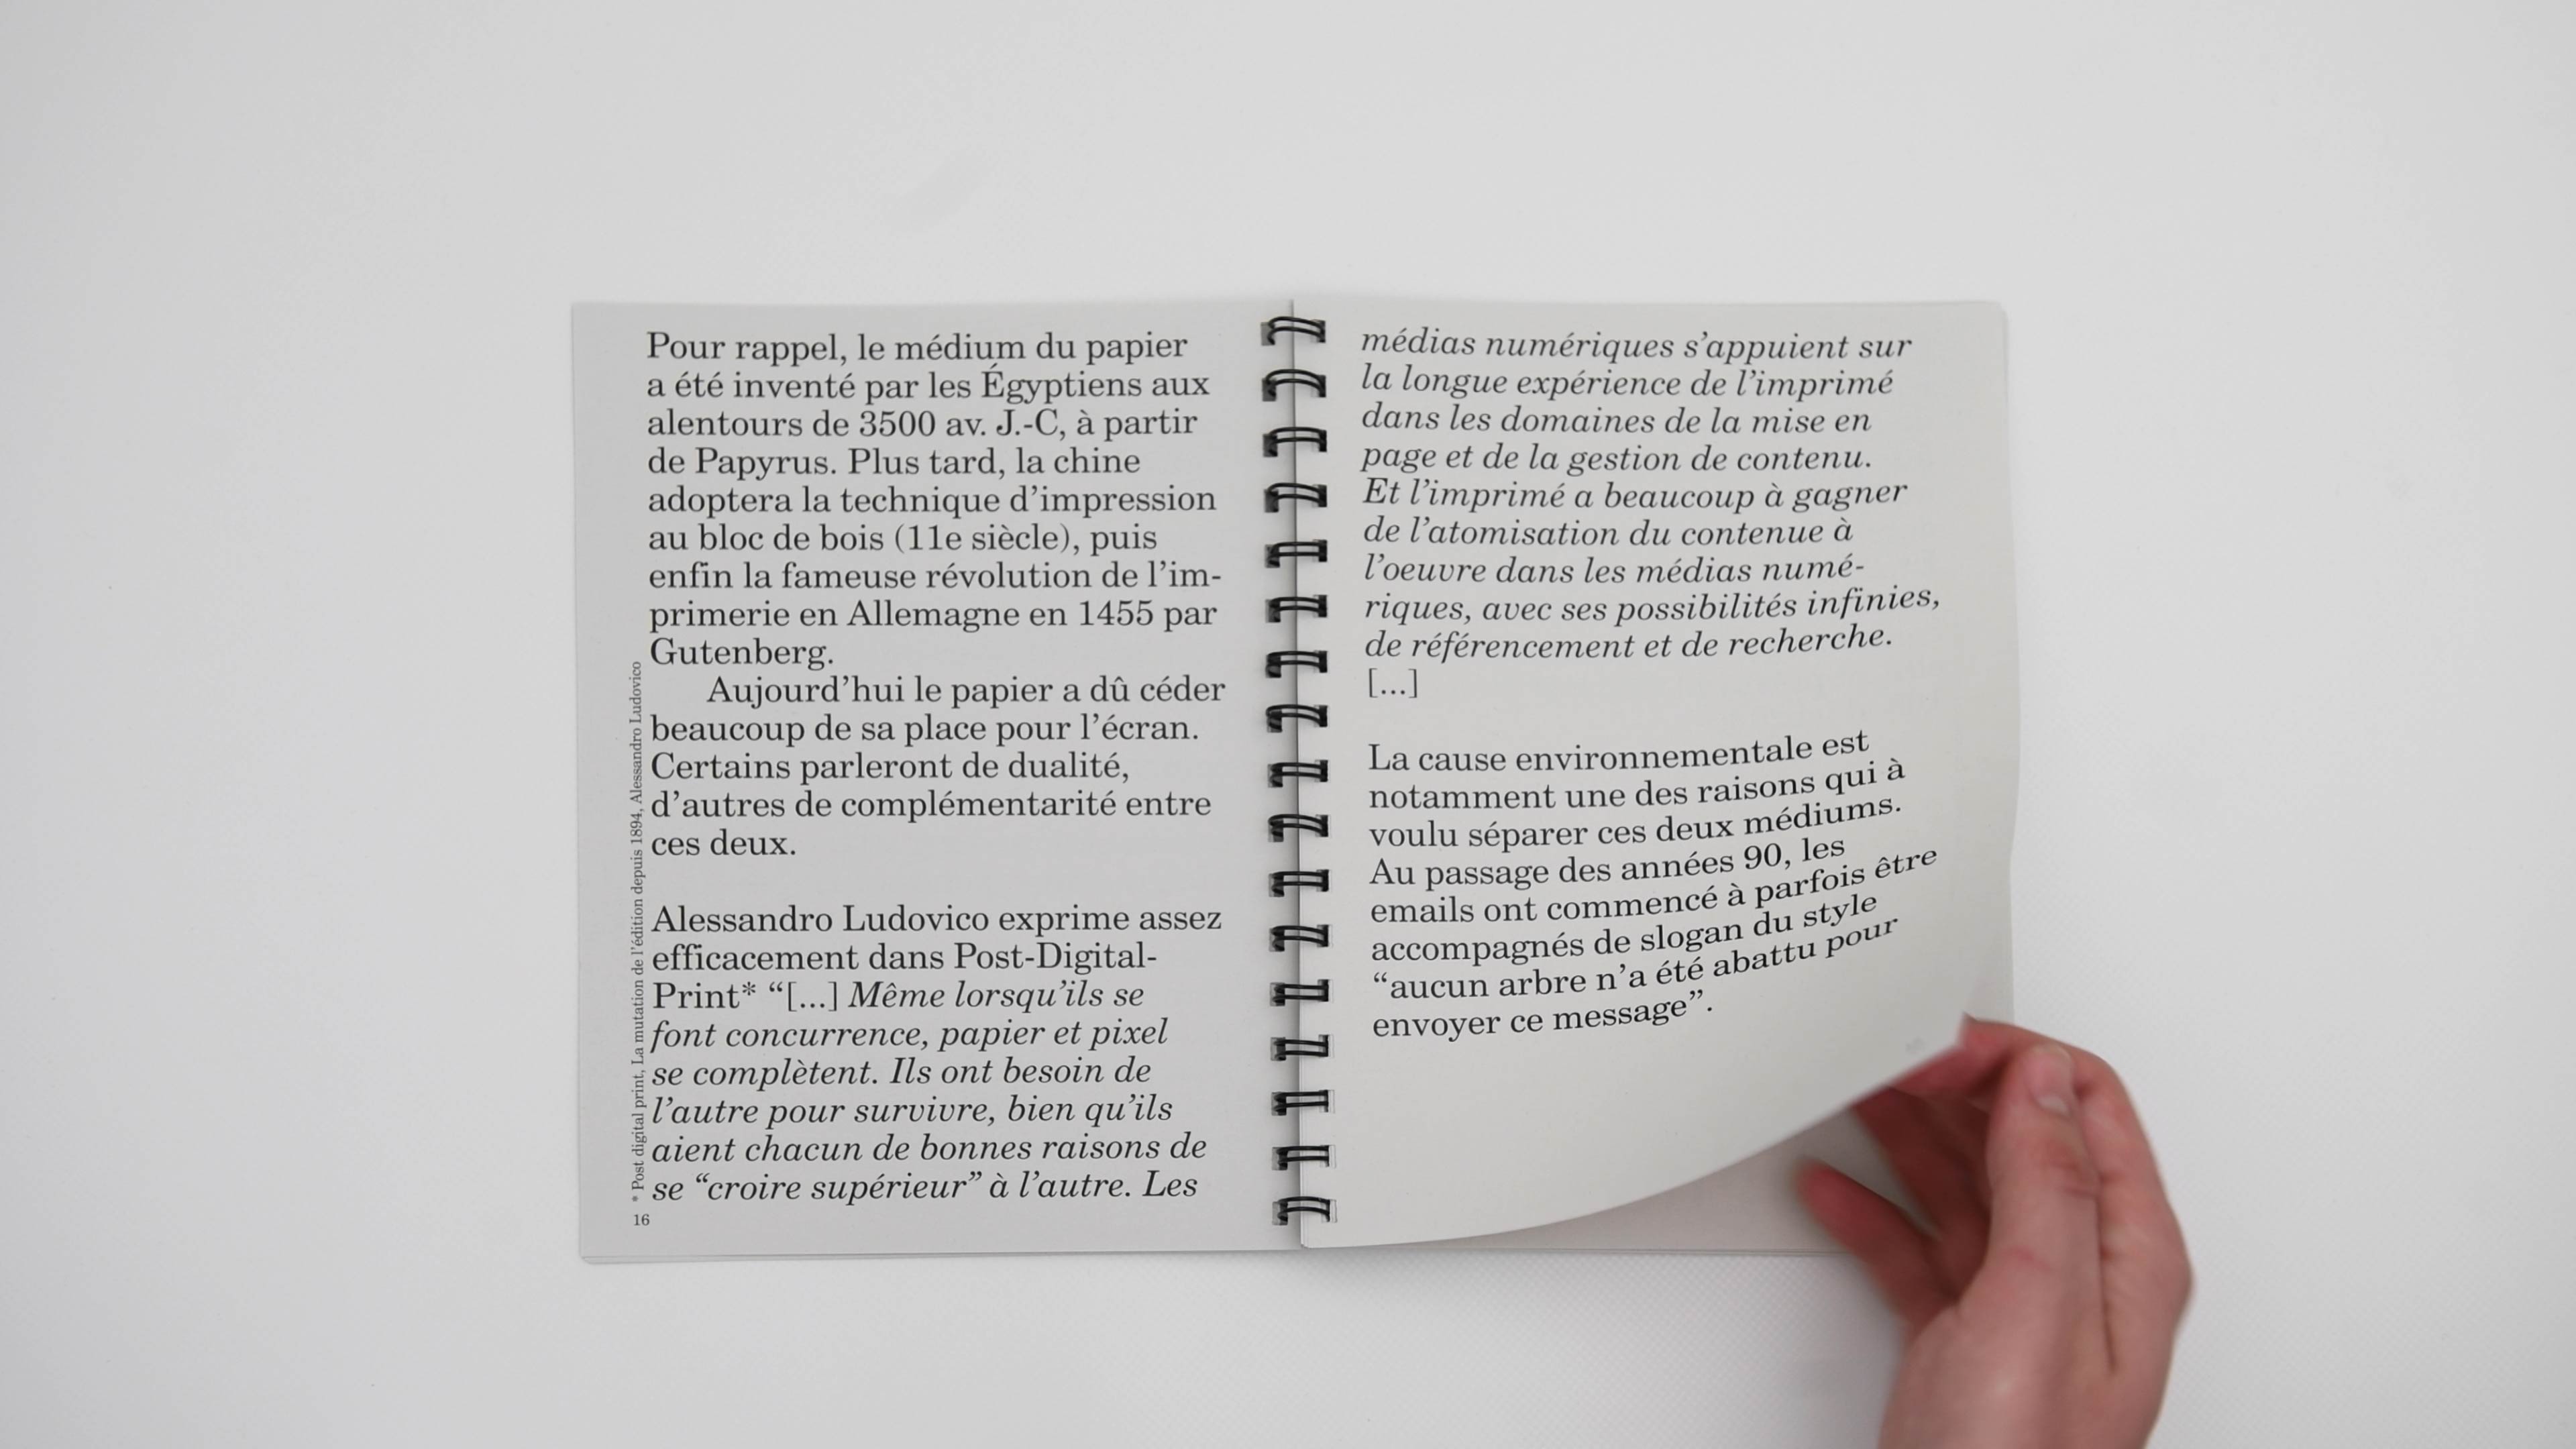 Pour rappel, le médium du papier
a été inventé par les Égyptiens aux
alentours de 3500 av. J.-C, à partir
de Papyrus. Plus tard, la chine
adoptera la technique d’impression
au bloc de bois (11e siècle), puis
enfin la fameuse révolution de l’im-
primerie en Allemagne en 1455 par
Gutenberg.
Aujourd’hui le papier a dû céder
beaucoup de sa place pour l’écran.
Certains parleront de dualité,
d’autres de complémentarité entre
ces deux.
Alessandro Ludovico exprime assez
efficacement dans Post-Digital-
Print* “[...] Même lorsqu’ils se
font concurrence, papier et pixel
se complètent. Ils ont besoin de
l’autre pour survivre, bien qu’ils
aient chacun de bonnes raisons de
se “croire supérieur” à l’autre. Les
* Post digital print, La mutation de l’édition depuis 1894, Alessandro Ludovico
16
médias numériques s’appuient sur
la longue expérience de l’imprimé
dans les domaines de la mise en
page et de la gestion de contenu.
Et l’imprimé a beaucoup à gagner
de l’atomisation du contenue à
l’oeuvre dans les médias numé-
riques, avec ses possibilités infinies,
de référencement et de recherche.
[...]
La cause environnementale est
notamment une des raisons qui à
voulu séparer ces deux médiums.
Au passage des années 90, les
emails ont commencé à parfois être
accompagnés de slogan du style
“aucun arbre n’a été abattu pour
envoyer ce message”.